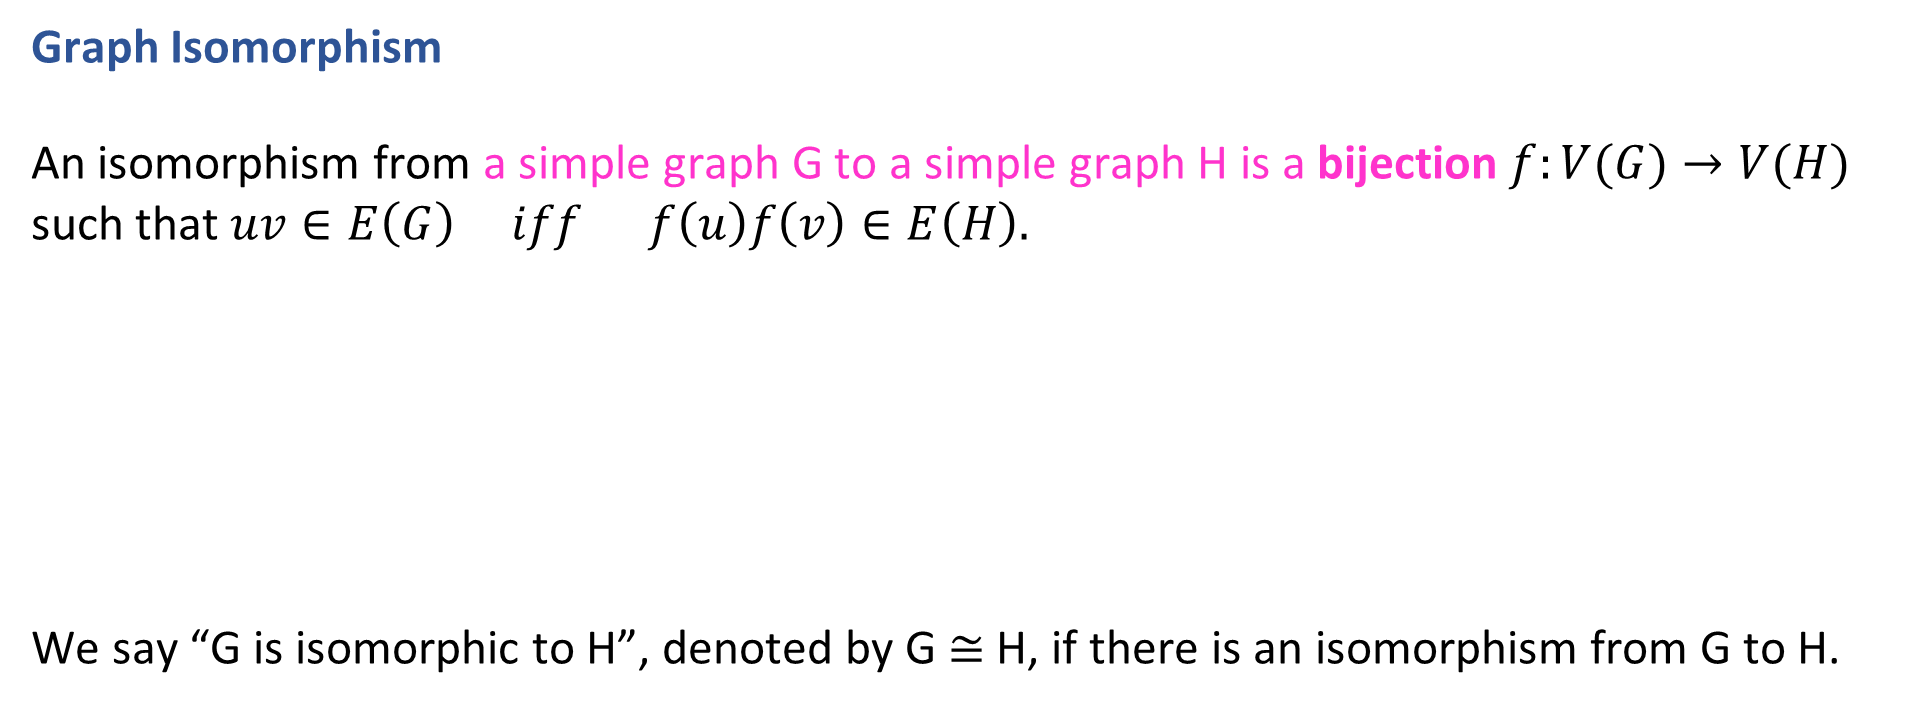 Graph Isomorphism
An isomorphism from a simple graph G to a simple graph H is a bijection f: V(G) → V(H)
such that uv ∈ E(G) iff f(u)f(v) ∈ E(H).
We say “G is isomorphic to H”, denoted by G ≅ H, if there is an isomorphism from G to H.